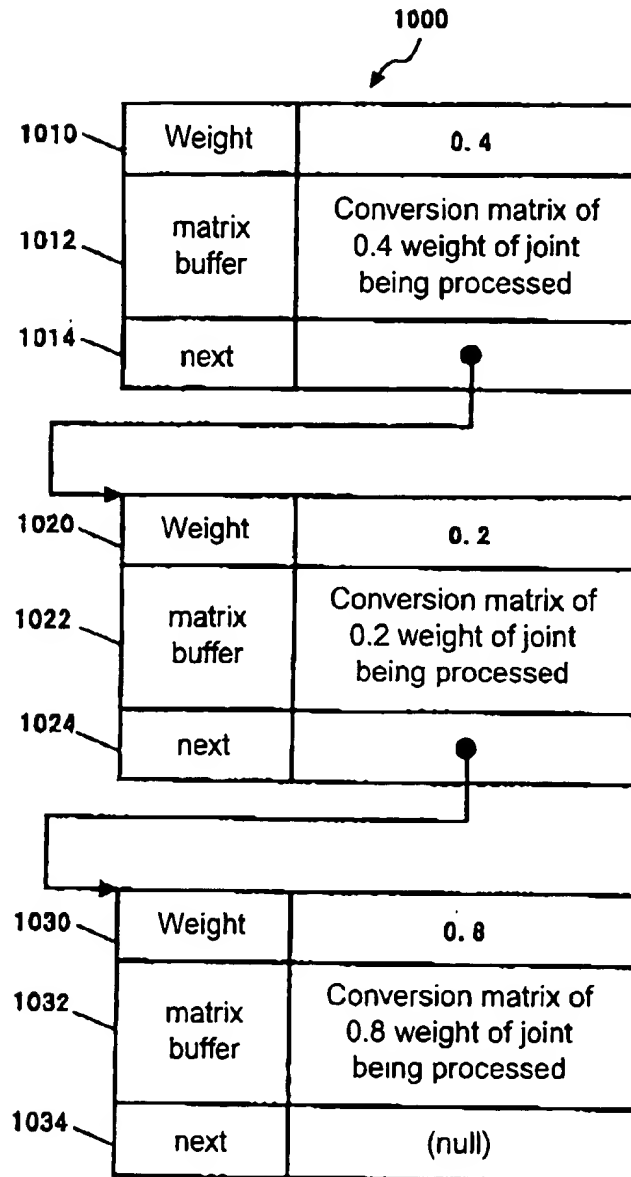 1000
1010 Weight 0.4
1012 matrix buffer Conversion matrix of 0.4 weight of joint being processed
1014 next
1020 Weight 0.2
1022 matrix buffer Conversion matrix of 0.2 weight of joint being processed
1024 next
1030 Weight 0.8
1032 matrix buffer Conversion matrix of 0.8 weight of joint being processed
1034 next (null)